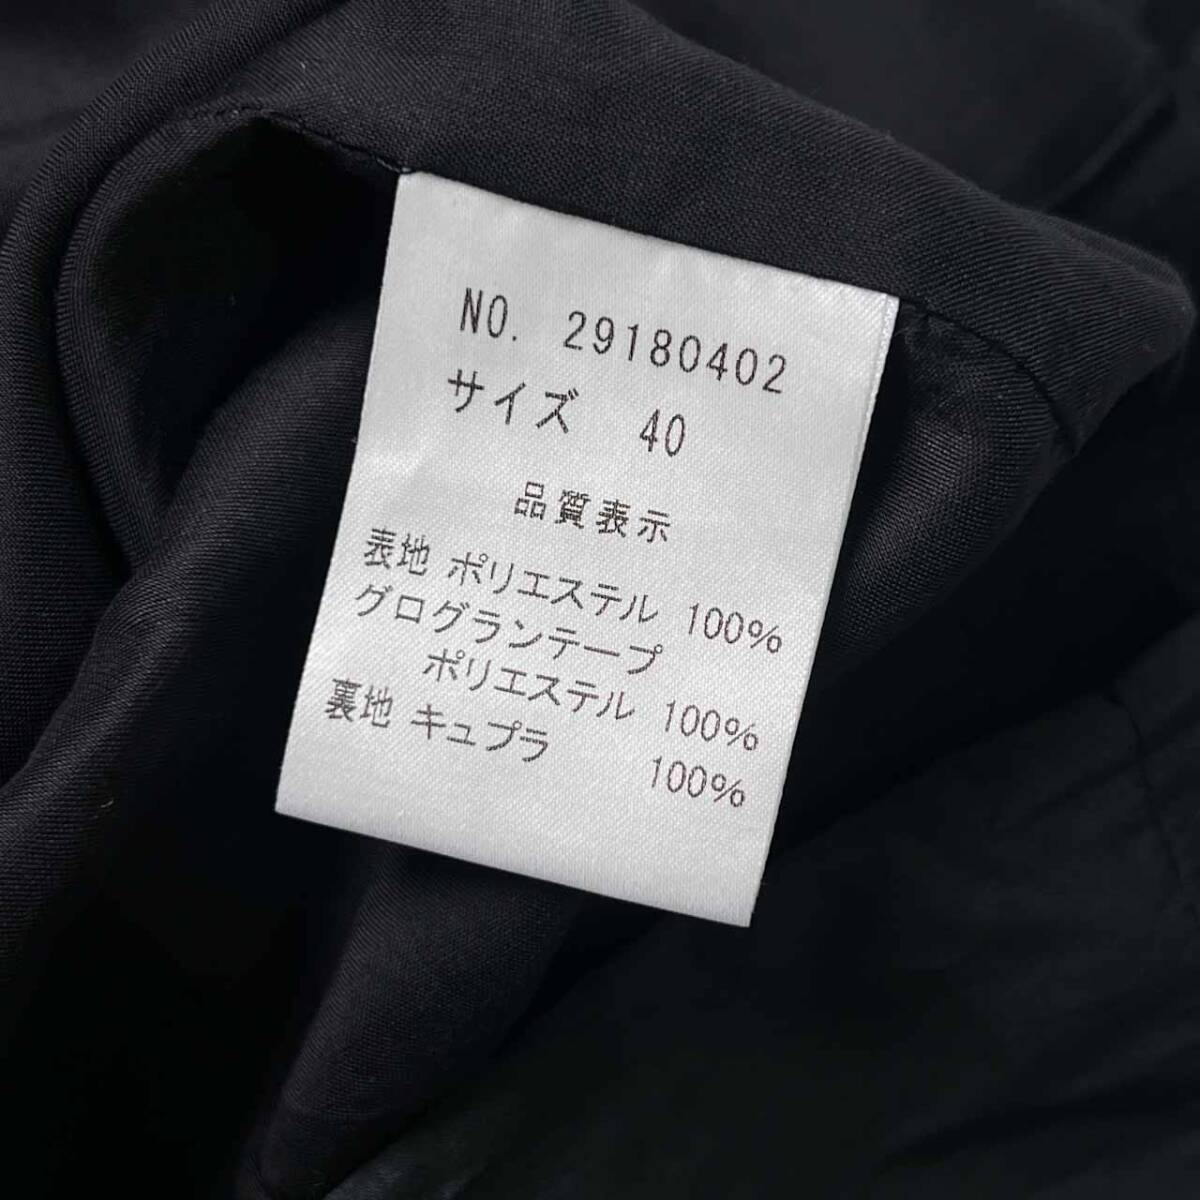 NO. 29180402
サイズ 40
品質表示
表地 ポリエステル 100%
グログランテープ
ポリエステル 100%
裏地 キュプラ 100%